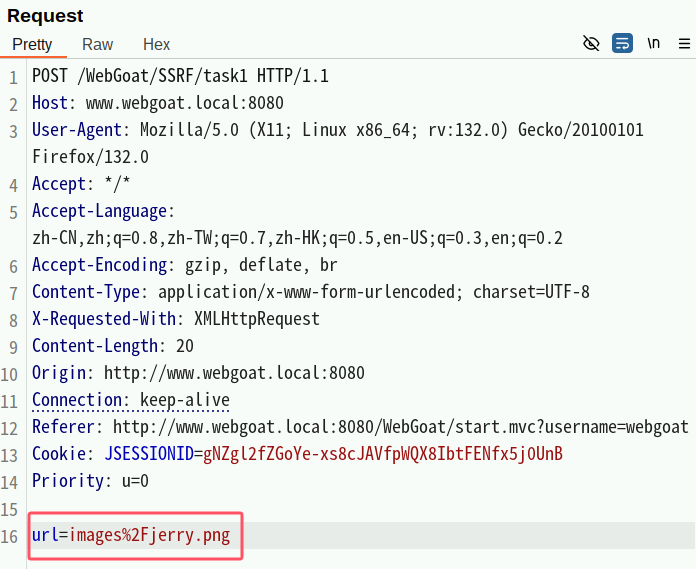 Request
Pretty Raw Hex \n
1 POST /WebGoat/SSRF/task1 HTTP/1.1
2 Host: www.webgoat.local:8080
3 User-Agent: Mozilla/5.0 (X11; Linux x86_64; rv:132.0) Gecko/20100101
Firefox/132.0
4 Accept: */*
5 Accept-Language:
zh-CN,zh;q=0.8,zh-TW;q=0.7,zh-HK;q=0.5,en-US;q=0.3,en;q=0.2
6 Accept-Encoding: gzip, deflate, br
7 Content-Type: application/x-www-form-urlencoded; charset=UTF-8
8 X-Requested-With: XMLHttpRequest
9 Content-Length: 20
10 Origin: http://www.webgoat.local:8080
11 Connection: keep-alive
12 Referer: http://www.webgoat.local:8080/WebGoat/start.mvc?username=webgoat
13 Cookie: JSESSIONID=gNZgl2fZGoYe-xs8cJAVfpWQX8IbtFENfx5jOUnB
14 Priority: u=0
15
16 url=images%2Fjerry.png